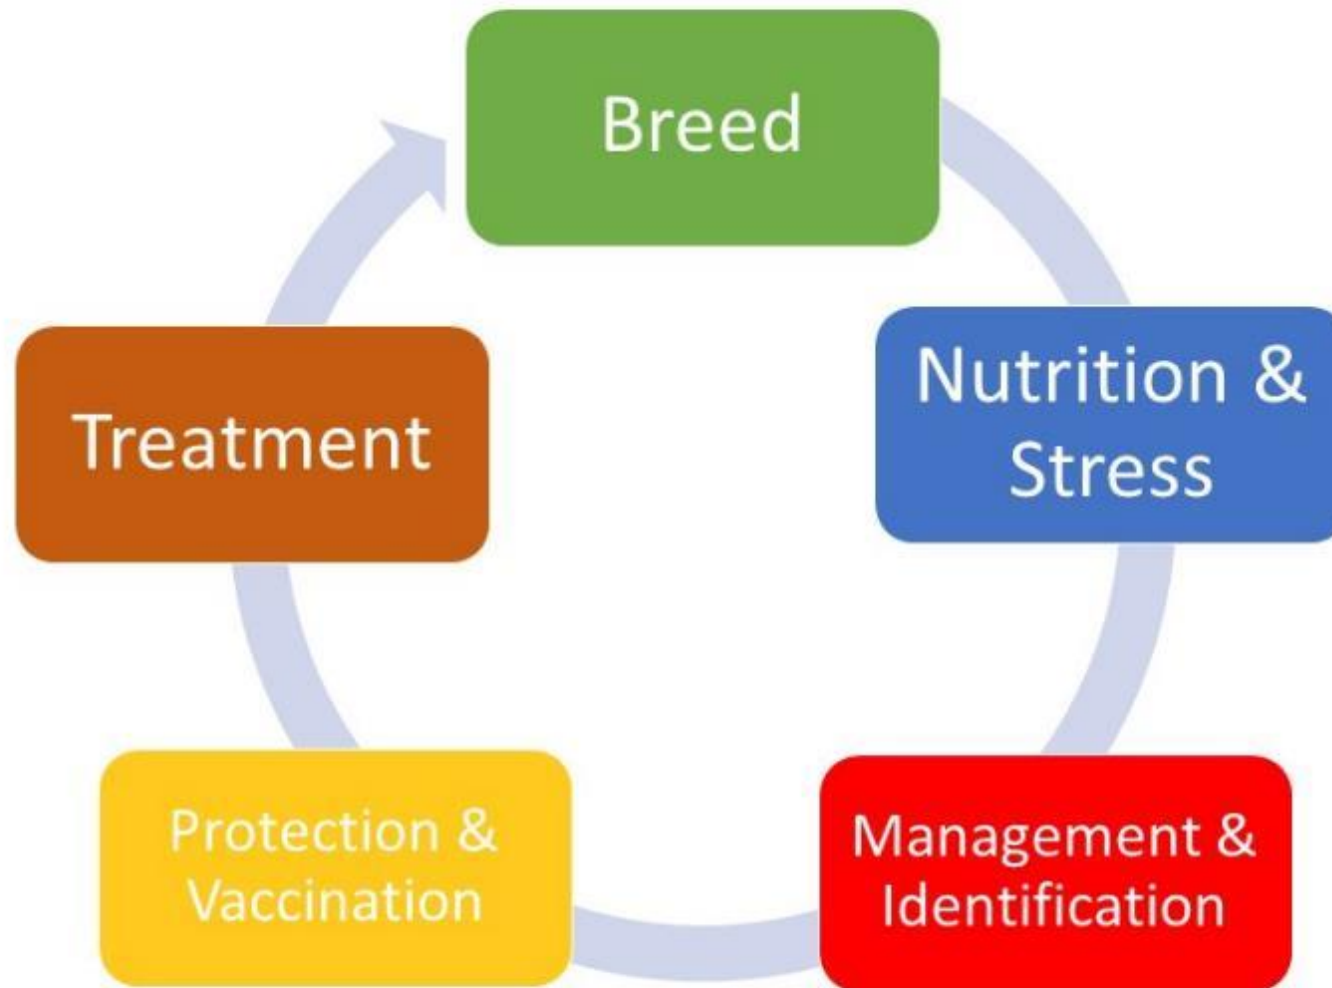 Breed
Nutrition &
Stress
Management &
Identification
Protection &
Vaccination
Treatment